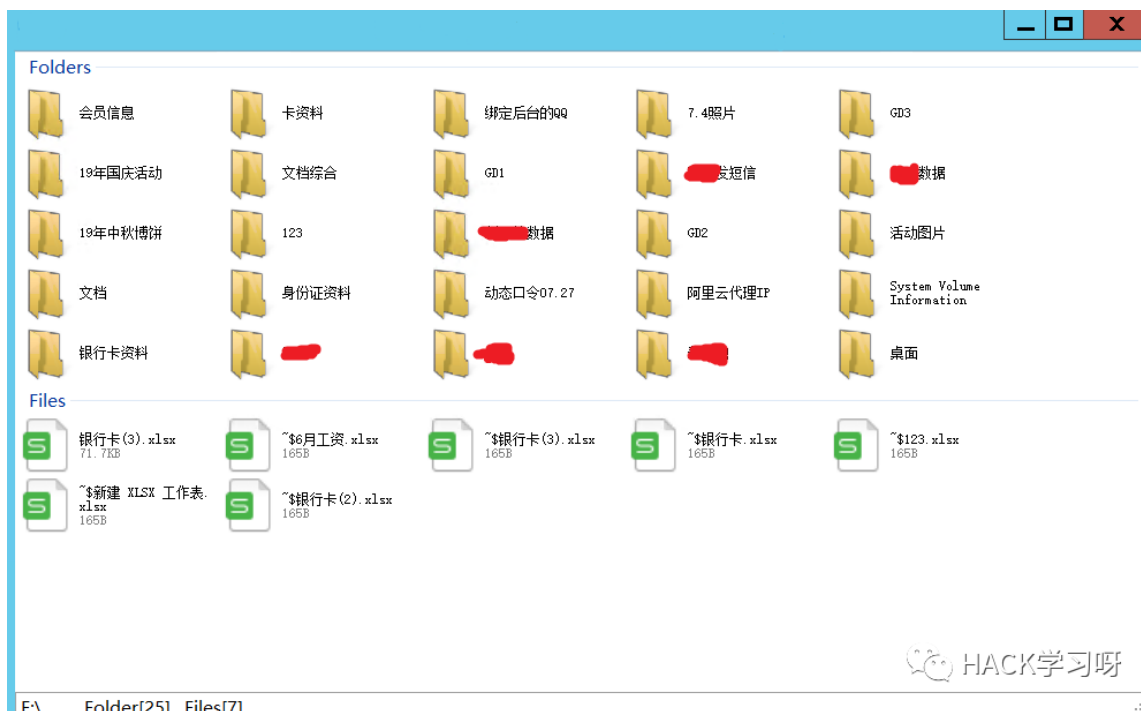 X
Folders
会员信息
卡资料
绑定后台的QQ
7.4照片
GD3
19年国庆活动
文档综合
GD1
发短信
数据
19年中秋博饼
123
数据
GD2
活动图片
文档
身份证资料
动态口令07.27
阿里云代理IP
System Volume
Information
银行卡资料
桌面
Files
银行卡(3).xlsx
71.7KB
~$6月工资.xlsx
165B
~$银行卡(3).xlsx
165B
~$银行卡.xlsx
165B
~$123.xlsx
165B
~$新建 XLSX 工作表.
xlsx
165B
~$银行卡(2).xlsx
165B
HACK学习呀
F:\ Folder[25] Files[7]